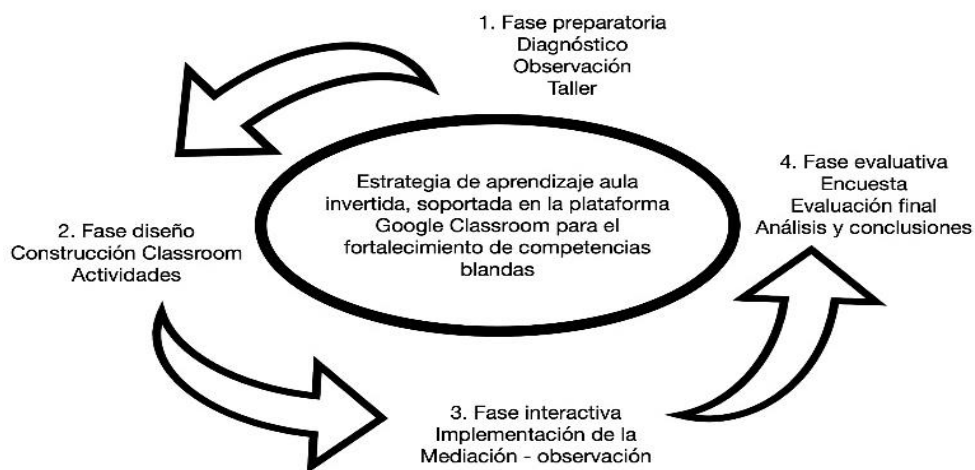 1. Fase preparatoria
Diagnóstico
Observación
Taller
Estrategia de aprendizaje aula
invertida, soportada en la plataforma
Google Classroom para el
fortalecimiento de competencias
blandas
2. Fase diseño
Construcción Classroom
Actividades
3. Fase interactiva
Implementación de la
Mediación - observación
4. Fase evaluativa
Encuesta
Evaluación final
Análisis y conclusiones